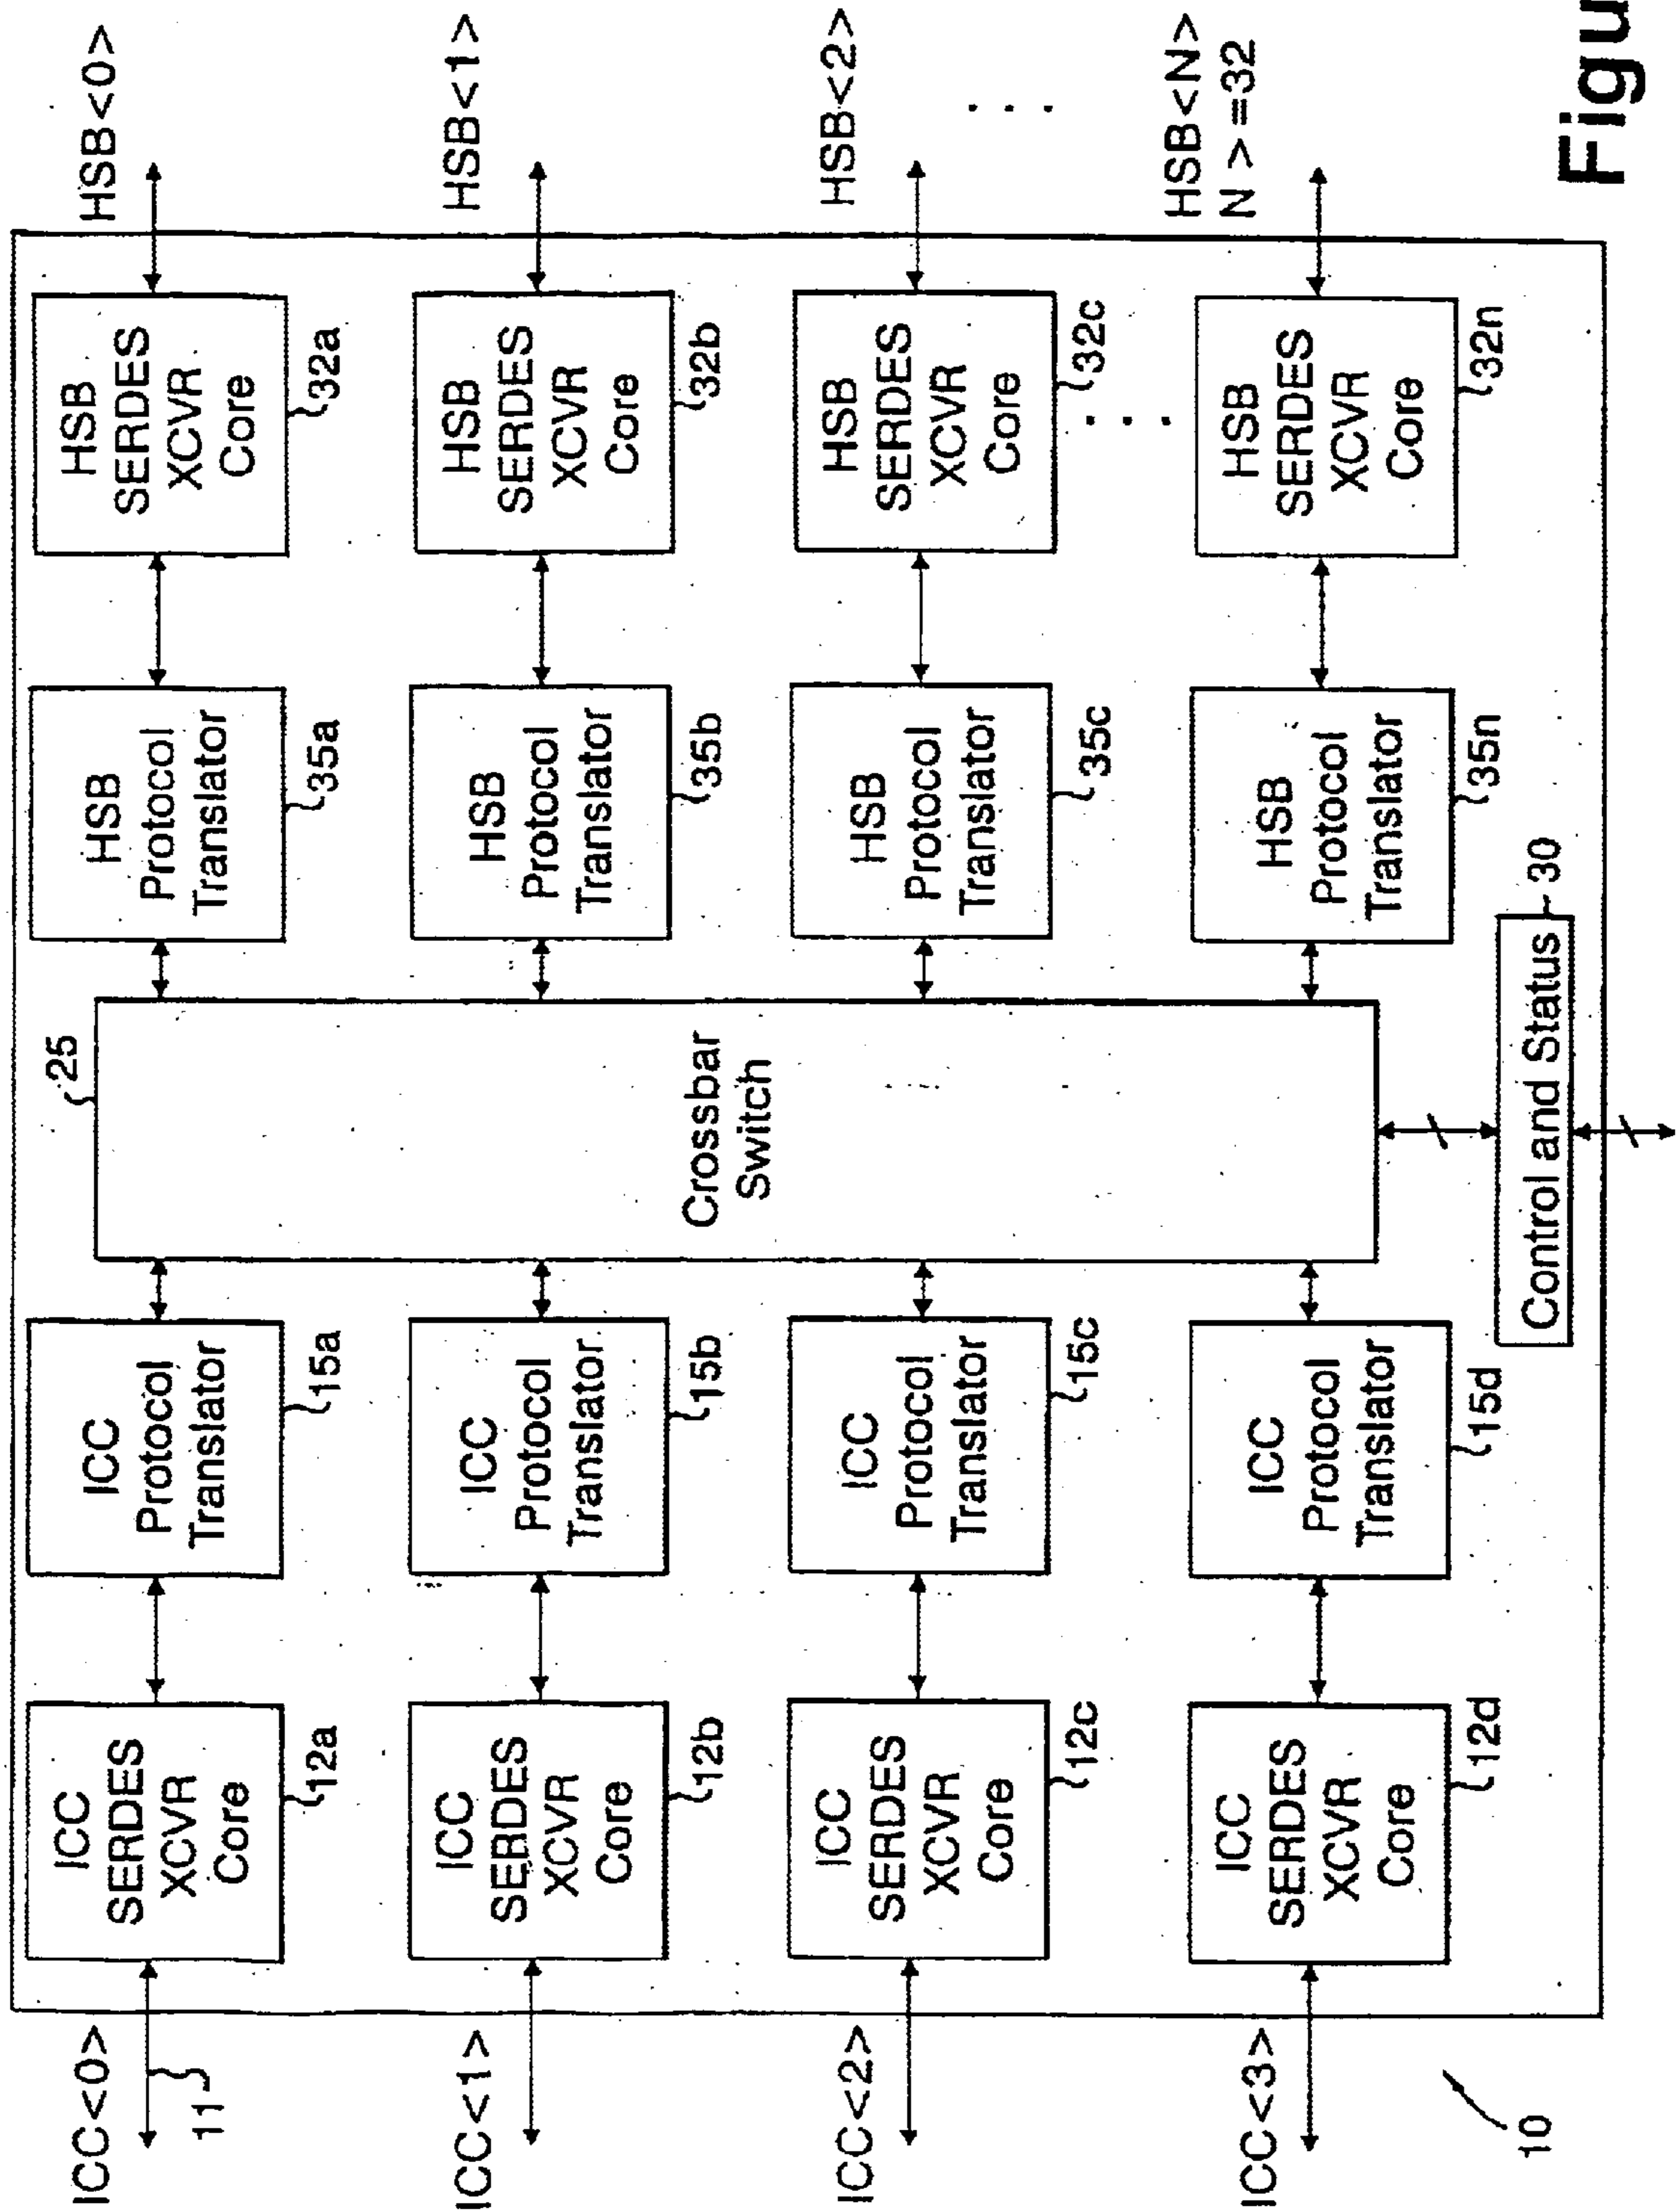 ICC<0>
11
ICC
SERDES
XCVR
Core
12a
ICC
Protocol
Translator
15a
25
Crossbar
Switch
HSB
Protocol
Translator
35a
HSB
SERDES
XCVR
Core
32a
HSB<0>
ICC<1>
ICC
SERDES
XCVR
Core
12b
ICC
Protocol
Translator
15b
HSB
Protocol
Translator
35b
HSB
SERDES
XCVR
Core
32b
HSB<1>
ICC<2>
ICC
SERDES
XCVR
Core
12c
ICC
Protocol
Translator
15c
HSB
Protocol
Translator
35c
HSB
SERDES
XCVR
Core
32c
HSB<2>
. . .
. . .
ICC<3>
ICC
SERDES
XCVR
Core
12d
ICC
Protocol
Translator
15d
HSB
Protocol
Translator
35n
HSB
SERDES
XCVR
Core
32n
HSB<N>
N>=32
Control and Status
30
10
Figu